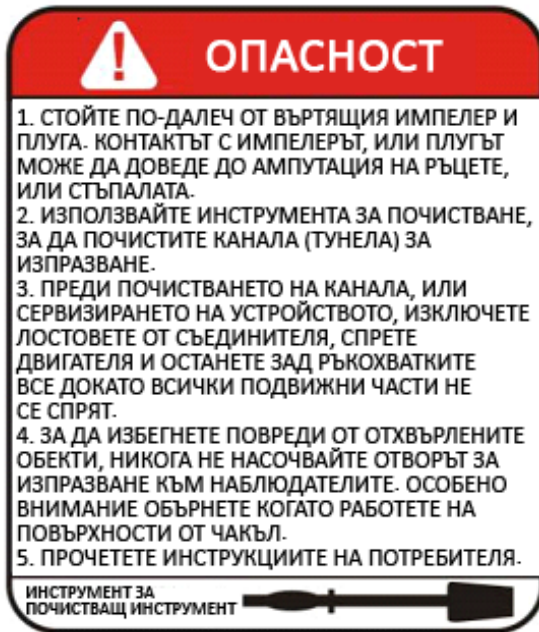 ОПАСНОСТ
1. СТОЙТЕ ПО-ДАЛЕЧ ОТ ВЪРТЯЩИЯ ИМПЕЛЕР И
ПЛУГА. КОНТАКТЪТ С ИМПЕЛЕРЪТ, ИЛИ ПЛУГЪТ
МОЖЕ ДА ДОВЕДЕ ДО АМПУТАЦИЯ НА РЪЦЕТЕ,
ИЛИ СТЪПАЛАТА.
2. ИЗПОЛЗВАЙТЕ ИНСТРУМЕНТА ЗА ПОЧИСТВАНЕ,
ЗА ДА ПОЧИСТИТЕ КАНАЛА (ТУНЕЛА) ЗА
ИЗПРАЗВАНЕ.
3. ПРЕДИ ПОЧИСТВАНЕТО НА КАНАЛА, ИЛИ
СЕРВИЗИРАНЕТО НА УСТРОЙСТВОТО, ИЗКЛЮЧЕТЕ
ЛОСТОВЕТЕ ОТ СЪЕДИНИТЕЛЯ, СПРЕТЕ
ДВИГАТЕЛЯ И ОСТАНЕТЕ ЗАД РЪКОХВАТКИТЕ
ВСЕ ДОКАТО ВСИЧКИ ПОДВИЖНИ ЧАСТИ НЕ
СЕ СПРЯТ.
4. ЗА ДА ИЗБЕГНЕТЕ ПОВРЕДИ ОТ ОТХВЪРЛЕНИТЕ
ОБЕКТИ, НИКОГА НЕ НАСОЧВАЙТЕ ОТВОРЪТ ЗА
ИЗПРАЗВАНЕ КЪМ НАБЛЮДАТЕЛИТЕ. ОСОБЕНО
ВНИМАНИЕ ОБЪРНЕТЕ КОГАТО РАБОТЕТЕ НА
ПОВЪРХНОСТИ ОТ ЧАКЪЛ.
5. ПРОЧЕТЕТЕ ИНСТРУКЦИИТЕ НА ПОТРЕБИТЕЛЯ.
ИНСТРУМЕНТ ЗА
ПОЧИСТВАЩ ИНСТРУМЕНТ